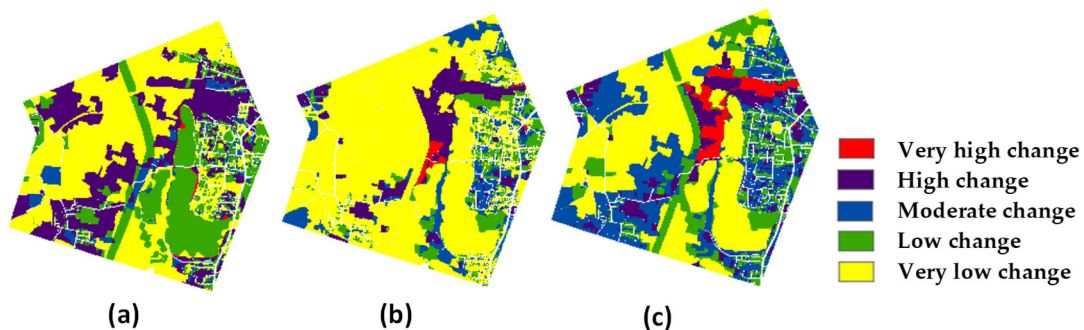 Very high change
High change
Moderate change
Low change
Very low change
(a)
(b)
(c)